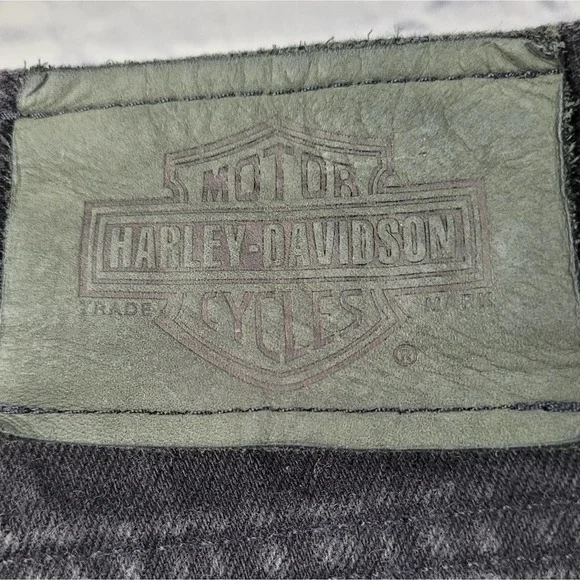 MOTOR
HARLEY-DAVIDSON
TRADE MARK
CYCLES
®